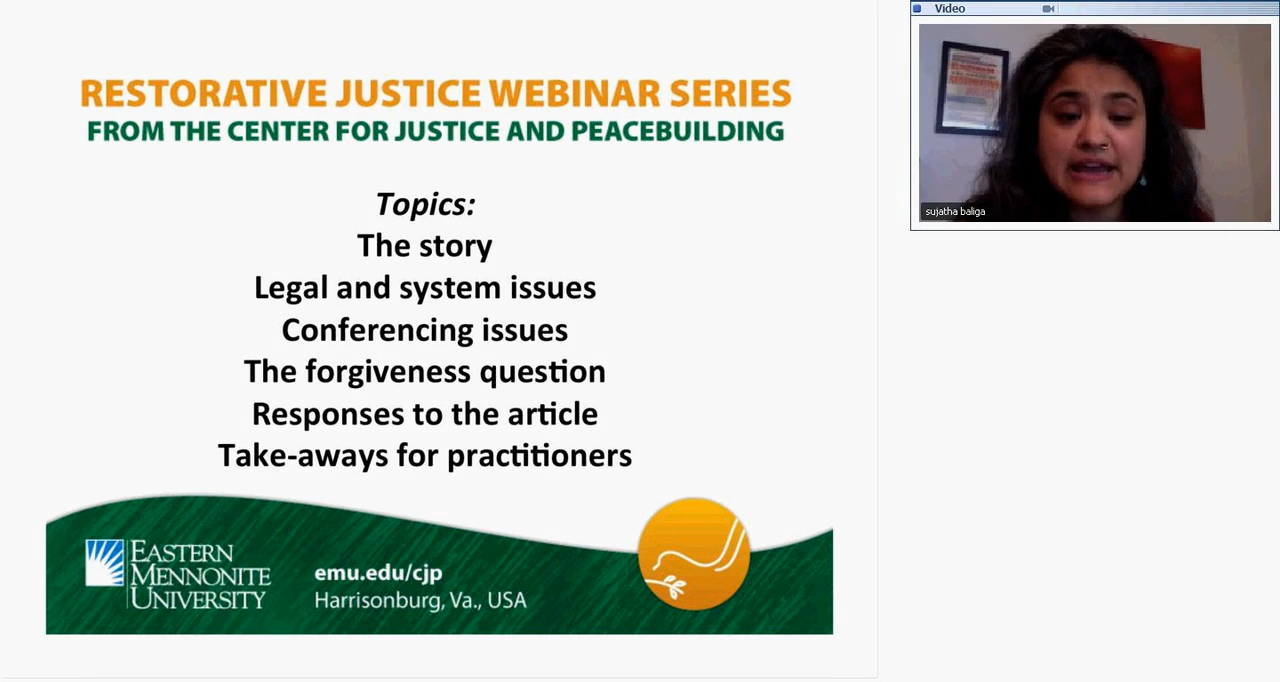 RESTORATIVE JUSTICE WEBINAR SERIES
FROM THE CENTER FOR JUSTICE AND PEACEBUILDING
Topics:
The story
Legal and system issues
Conferencing issues
The forgiveness question
Responses to the article
Take-aways for practitioners
EASTERN
MENNONITE
UNIVERSITY
emu.edu/cjp
Harrisonburg, Va., USA
Video
sujatha baliga